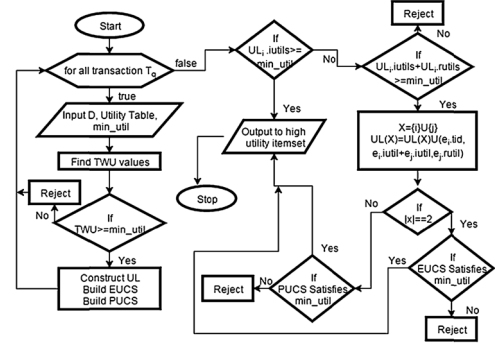 Start
for all transaction Tq
false
true
Input D, Utility Table,
min_util
Find TWU values
Reject
No
If
TWU>=min_util
Yes
Construct UL
Build EUCS
Build PUCS
If
ULi .iutils>=
min_util
No
Yes
Output to high
utility itemset
Stop
Reject
No
If
ULi.iutils+ULi.rutils
>=min_util
Yes
X={i}U{j}
UL(X)=UL(X)U(ei.tid,
ei.iutil+ej.iutil,ej.rutil)
If
|x|==2
No
Yes
If
EUCS Satisfies
min_util
Yes
No
Reject
If
PUCS Satisfies
min_util
Yes
No
Reject